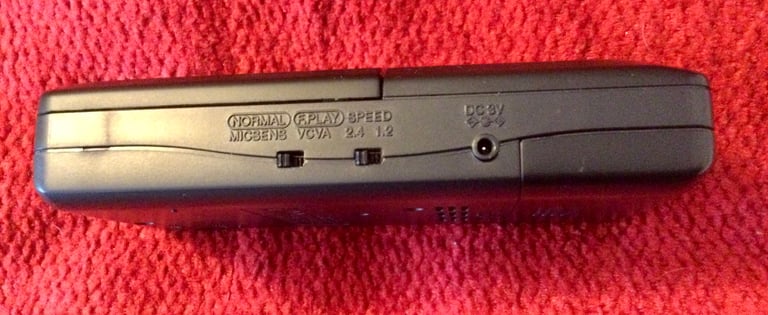 NORMAL F.PLAY SPEED
MICSENS VCVA 2.4 1.2
DC 3V